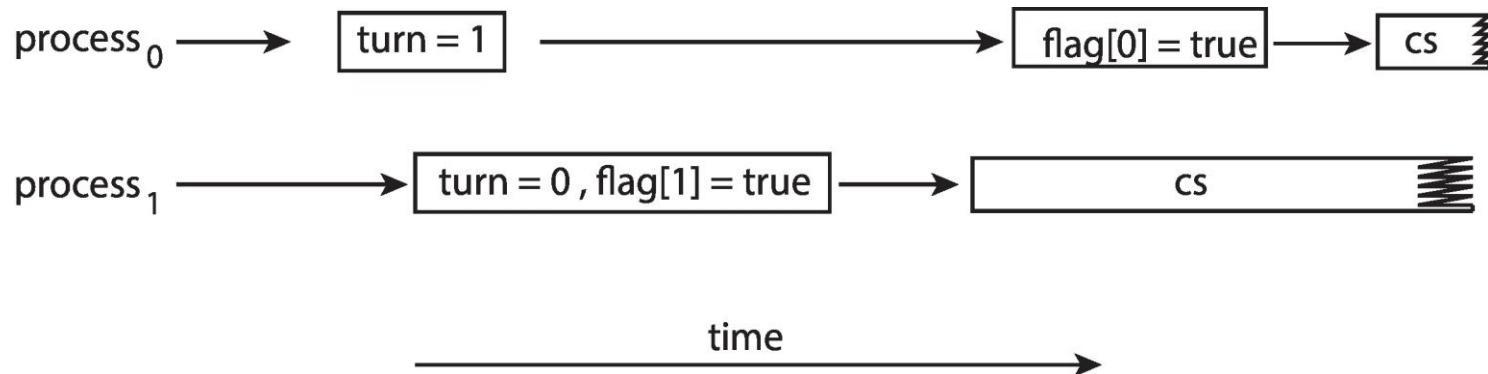 process0 turn = 1 flag[0] = true cs
process1 turn = 0 , flag[1] = true cs
time